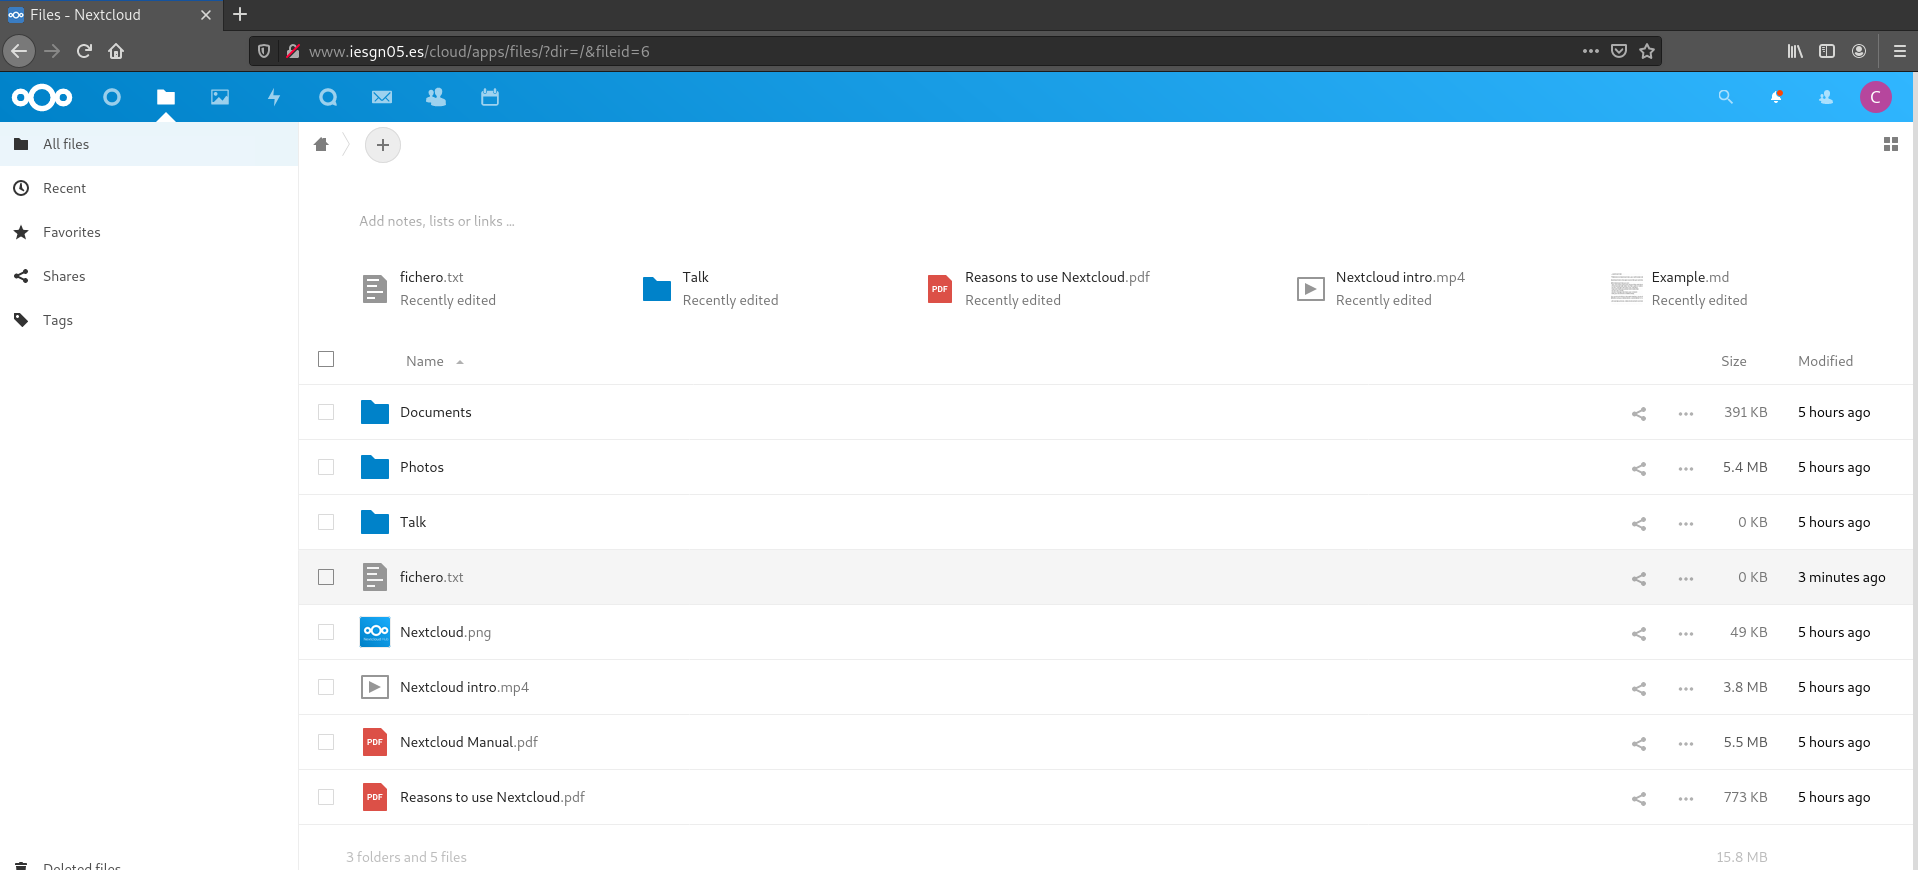 Files - Nextcloud
www.iesgn05.es/cloud/apps/files/?dir=/&fileid=6
C
All files
Recent
Favorites
Shares
Tags
Deleted files
Add notes, lists or links ...
fichero.txt
Recently edited
Talk
Recently edited
PDF
Reasons to use Nextcloud.pdf
Recently edited
Nextcloud intro.mp4
Recently edited
Example.md
Recently edited
Name Size Modified
Documents 391 KB 5 hours ago
Photos 5.4 MB 5 hours ago
Talk 0 KB 5 hours ago
fichero.txt 0 KB 3 minutes ago
Nextcloud.png 49 KB 5 hours ago
Nextcloud intro.mp4 3.8 MB 5 hours ago
PDF Nextcloud Manual.pdf 5.5 MB 5 hours ago
PDF Reasons to use Nextcloud.pdf 773 KB 5 hours ago
3 folders and 5 files 15.8 MB